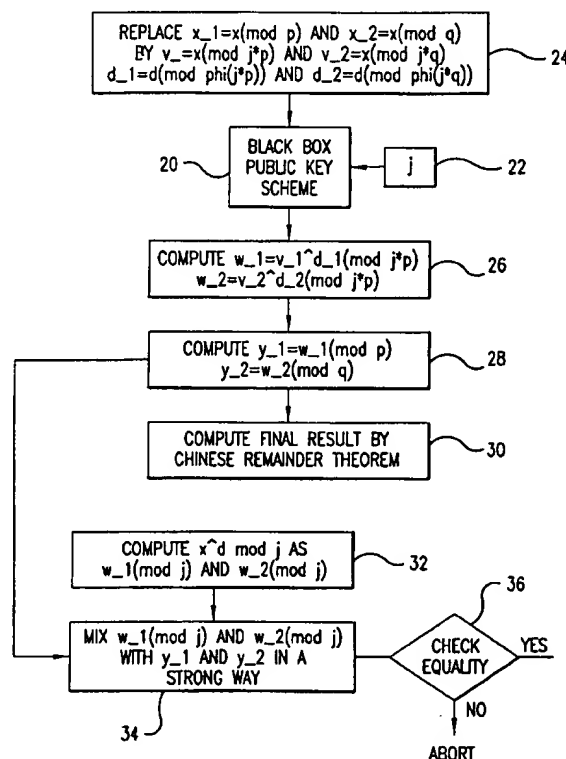 REPLACE x_1=x(mod p) AND x_2=x(mod q)
BY v_=x(mod j*p) AND v_2=x(mod j*q)
d_1=d(mod phi(j*p)) AND d_2=d(mod phi(j*q))
24
BLACK BOX
PUBLIC KEY
SCHEME
20
j
22
COMPUTE w_1=v_1^d_1(mod j*p)
w_2=v_2^d_2(mod j*p)
26
COMPUTE y_1=w_1(mod p)
y_2=w_2(mod q)
28
COMPUTE FINAL RESULT BY
CHINESE REMAINDER THEOREM
30
COMPUTE x^d mod j AS
w_1(mod j) AND w_2(mod j)
32
MIX w_1(mod j) AND w_2(mod j)
WITH y_1 AND y_2 IN A
STRONG WAY
34
36
CHECK
EQUALITY
YES
NO
ABORT